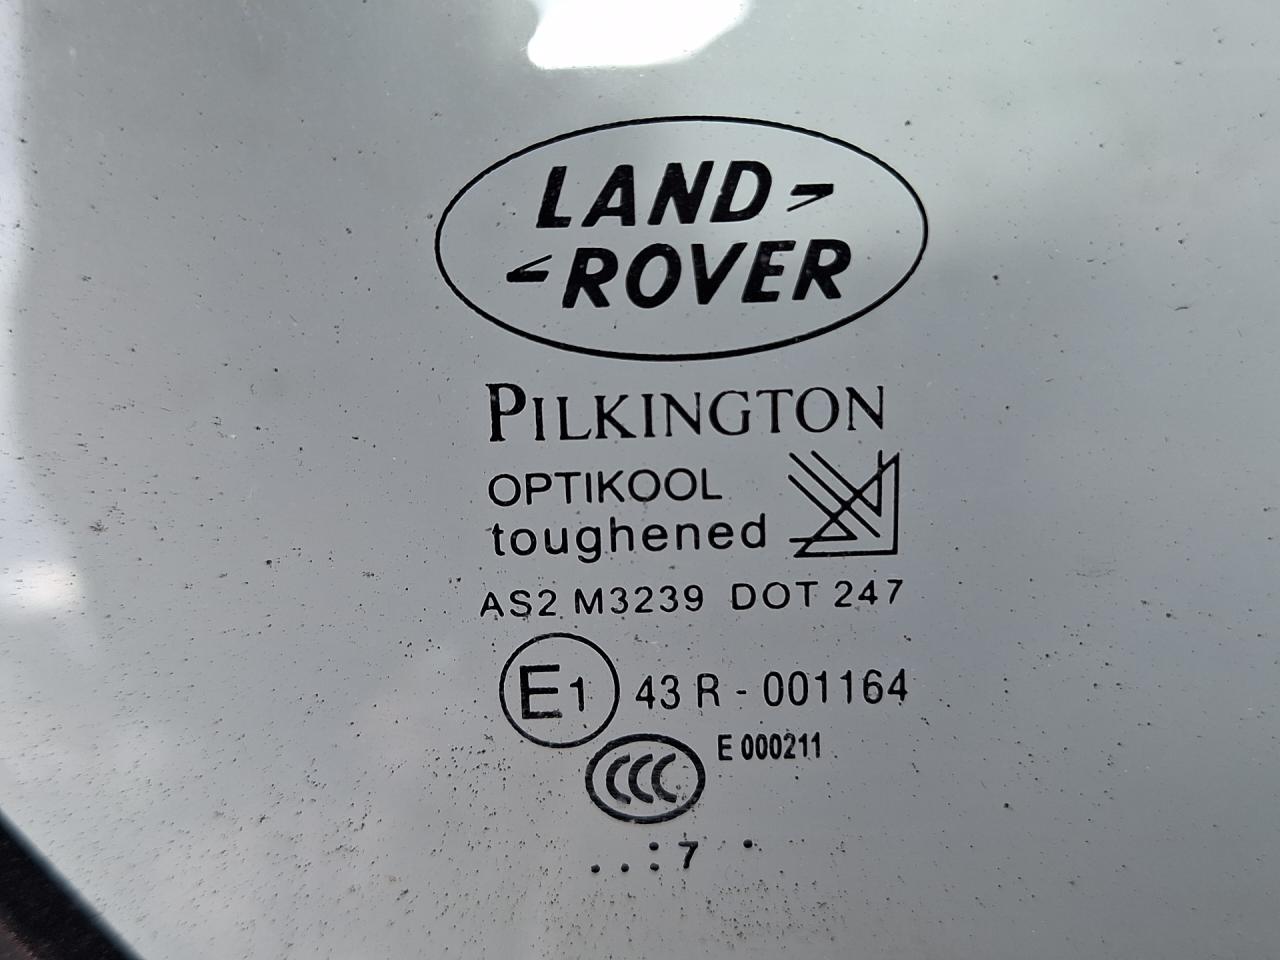 LAND
ROVER
PILKINGTON
OPTIKOOL
toughened
AS2 M3239 DOT 247
E1 43 R - 001164
CCC E 000211
..:7 .